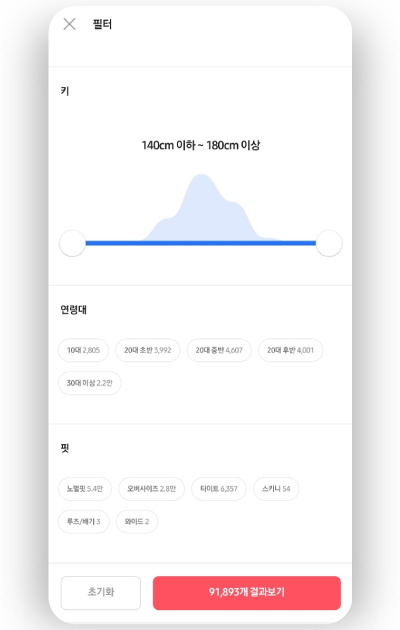 필터
키
140cm 이하 ~ 180cm 이상
연령대
10대 2,805 20대 초반 3,992 20대 중반 4,607 20대 후반 4,001
30대 이상 2.2만
핏
노멀핏 5.4만 오버사이즈 2.8만 타이트 6,357 스키니 54
루즈/배기 3 와이드 2
초기화 91,893개 결과보기